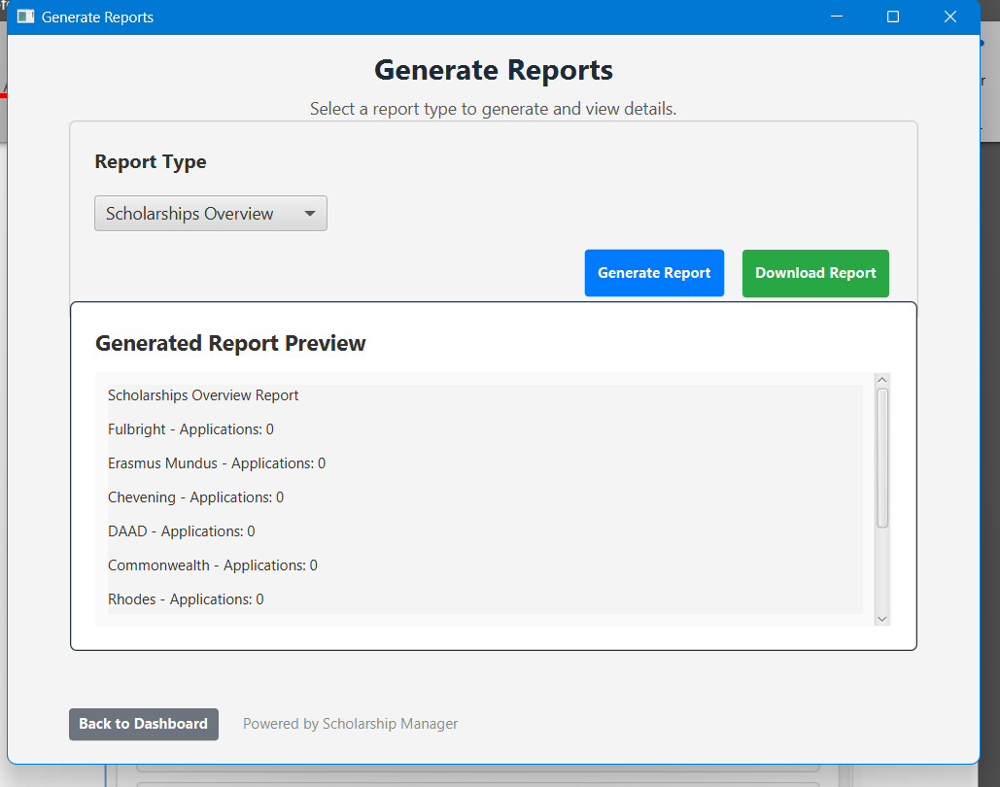 Generate Reports
Generate Reports
Select a report type to generate and view details.
Report Type
Scholarships Overview
Generate Report
Download Report
Generated Report Preview
Scholarships Overview Report
Fulbright - Applications: 0
Erasmus Mundus - Applications: 0
Chevening - Applications: 0
DAAD - Applications: 0
Commonwealth - Applications: 0
Rhodes - Applications: 0
Back to Dashboard
Powered by Scholarship Manager